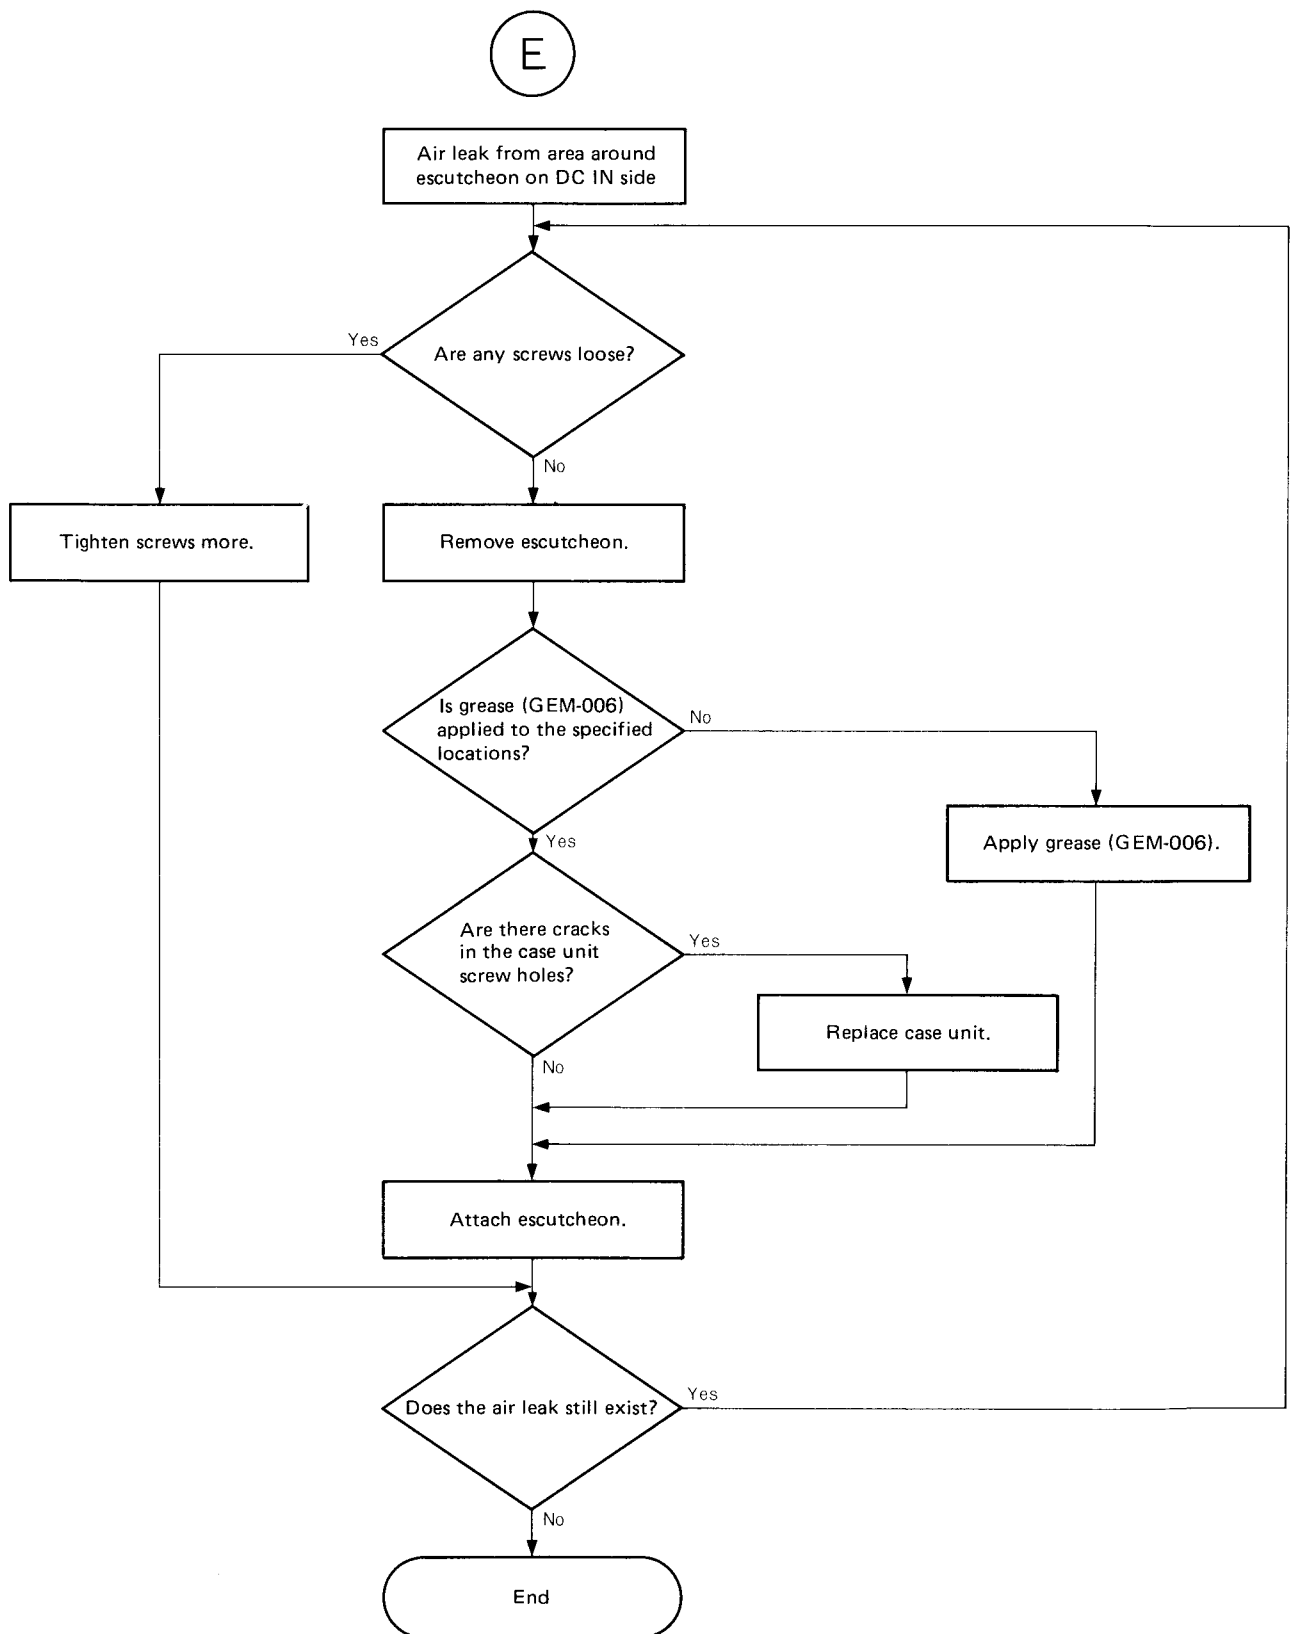 E
Air leak from area around
escutcheon on DC IN side
Are any screws loose?
Yes
No
Tighten screws more.
Remove escutcheon.
Is grease (GEM-006)
applied to the specified
locations?
No
Yes
Apply grease (GEM-006).
Are there cracks
in the case unit
screw holes?
Yes
Replace case unit.
No
Attach escutcheon.
Does the air leak still exist?
Yes
No
End